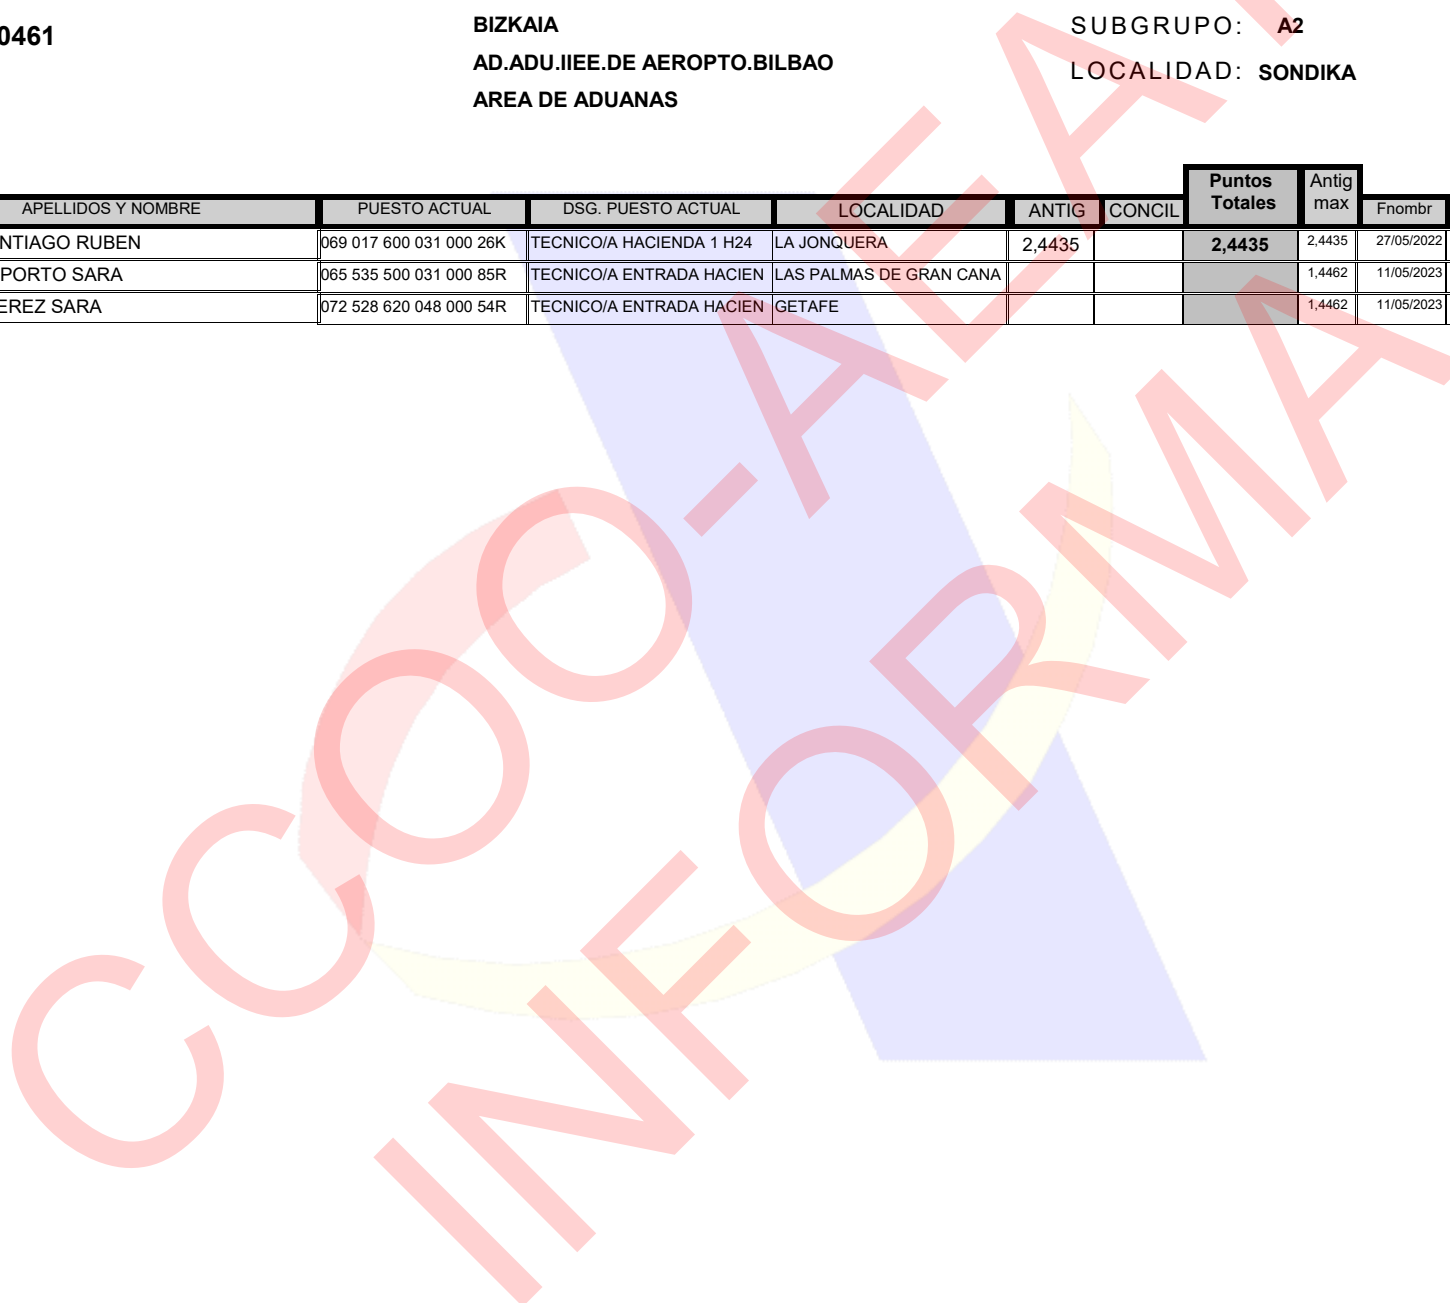 0461
BIZKAIA
AD.ADU.IIEE.DE AEROPTO.BILBAO
AREA DE ADUANAS
SUBGRUPO: A2
LOCALIDAD: SONDIKA
APELLIDOS Y NOMBRE PUESTO ACTUAL DSG. PUESTO ACTUAL LOCALIDAD ANTIG CONCIL Puntos Totales Antig max Fnombr
NTIAGO RUBEN 069 017 600 031 000 26K TECNICO/A HACIENDA 1 H24 LA JONQUERA 2,4435 2,4435 2,4435 27/05/2022
PORTO SARA 065 535 500 031 000 85R TECNICO/A ENTRADA HACIEN LAS PALMAS DE GRAN CANA 1,4462 11/05/2023
EREZ SARA 072 528 620 048 000 54R TECNICO/A ENTRADA HACIEN GETAFE 1,4462 11/05/2023
CCOO-AEA
INFORMA